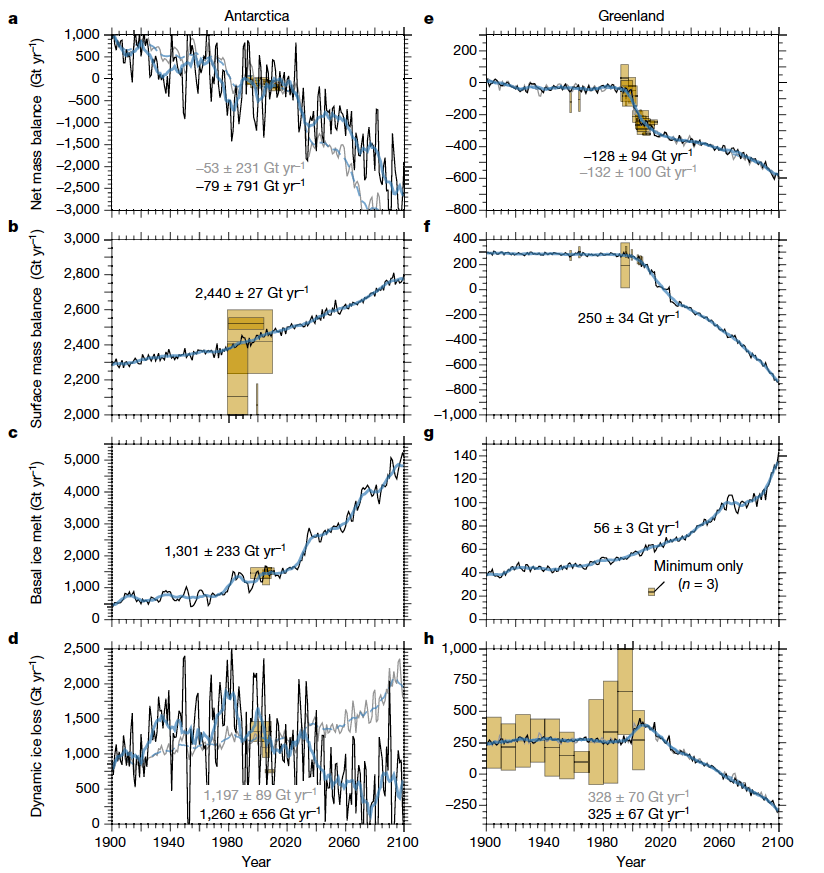 Antarctica
Greenland
a
Net mass balance (Gt yr⁻¹)
1,000
500
0
−500
−1,000
−1,500
−2,000
−2,500
−3,000
−53 ± 231 Gt yr⁻¹
−79 ± 791 Gt yr⁻¹
e
200
0
−200
−400
−600
−800
−128 ± 94 Gt yr⁻¹
−132 ± 100 Gt yr⁻¹
b
Surface mass balance (Gt yr⁻¹)
3,000
2,800
2,600
2,400
2,200
2,000
2,440 ± 27 Gt yr⁻¹
f
400
200
0
−200
−400
−600
−800
−1,000
250 ± 34 Gt yr⁻¹
c
Basal ice melt (Gt yr⁻¹)
5,000
4,000
3,000
2,000
1,000
0
1,301 ± 233 Gt yr⁻¹
g
140
120
100
80
60
40
20
0
56 ± 3 Gt yr⁻¹
Minimum only
(n = 3)
d
Dynamic ice loss (Gt yr⁻¹)
2,500
2,000
1,500
1,000
500
0
1,197 ± 89 Gt yr⁻¹
1,260 ± 656 Gt yr⁻¹
1900 1940 1980 2020 2060 2100
Year
h
1,000
750
500
250
0
−250
328 ± 70 Gt yr⁻¹
325 ± 67 Gt yr⁻¹
1900 1940 1980 2020 2060 2100
Year